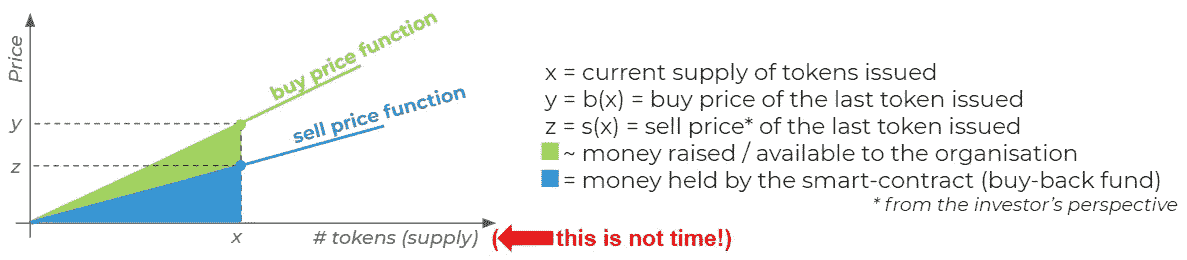 Price
buy price function
sell price function
y
z
x
# tokens (supply)
( this is not time!)
x = current supply of tokens issued
y = b(x) = buy price of the last token issued
z = s(x) = sell price* of the last token issued
~ money raised / available to the organisation
= money held by the smart-contract (buy-back fund)
* from the investor's perspective